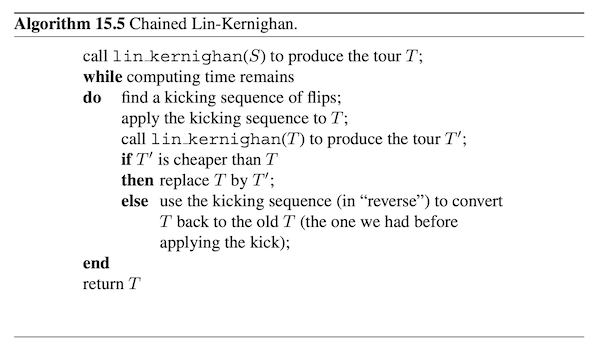 Algorithm 15.5 Chained Lin-Kernighan.
call lin_kernighan(S) to produce the tour T;
while computing time remains
do find a kicking sequence of flips;
apply the kicking sequence to T;
call lin_kernighan(T) to produce the tour T′;
if T′ is cheaper than T
then replace T by T′;
else use the kicking sequence (in “reverse”) to convert
T back to the old T (the one we had before
applying the kick);
end
return T